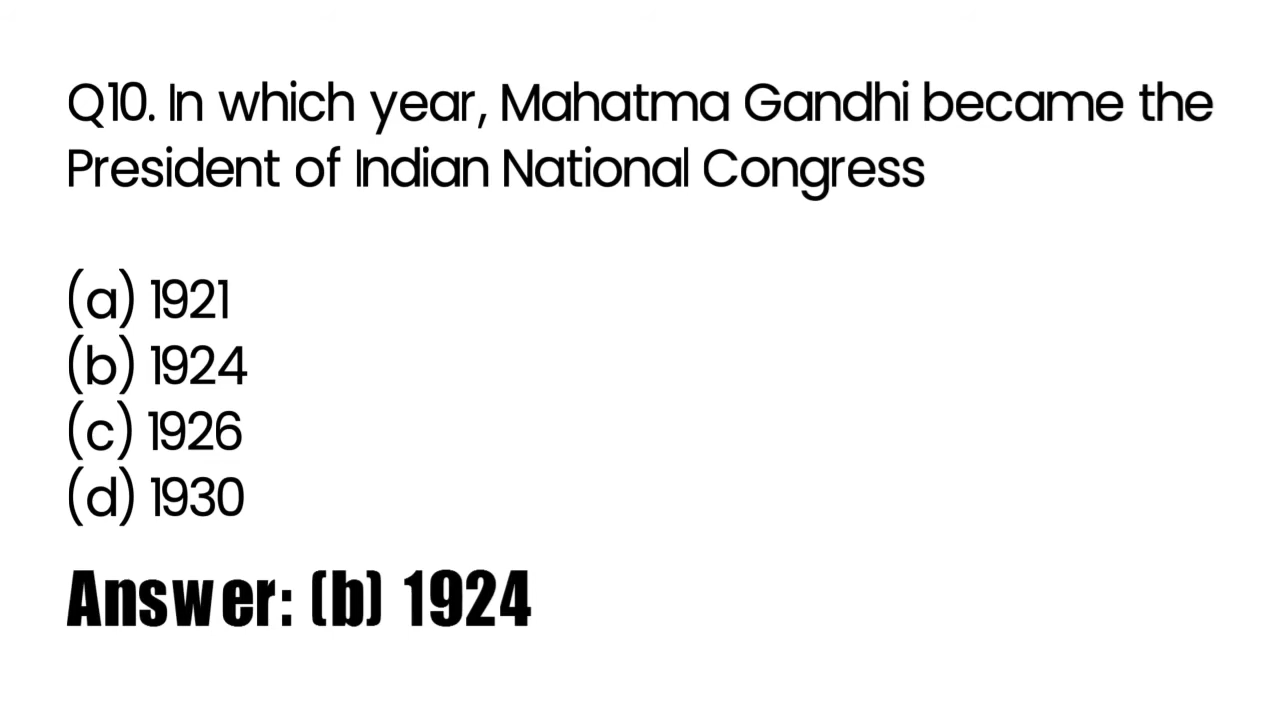 Q10. In which year, Mahatma Gandhi became the
President of Indian National Congress
(a) 1921
(b) 1924
(c) 1926
(d) 1930
Answer: (b) 1924